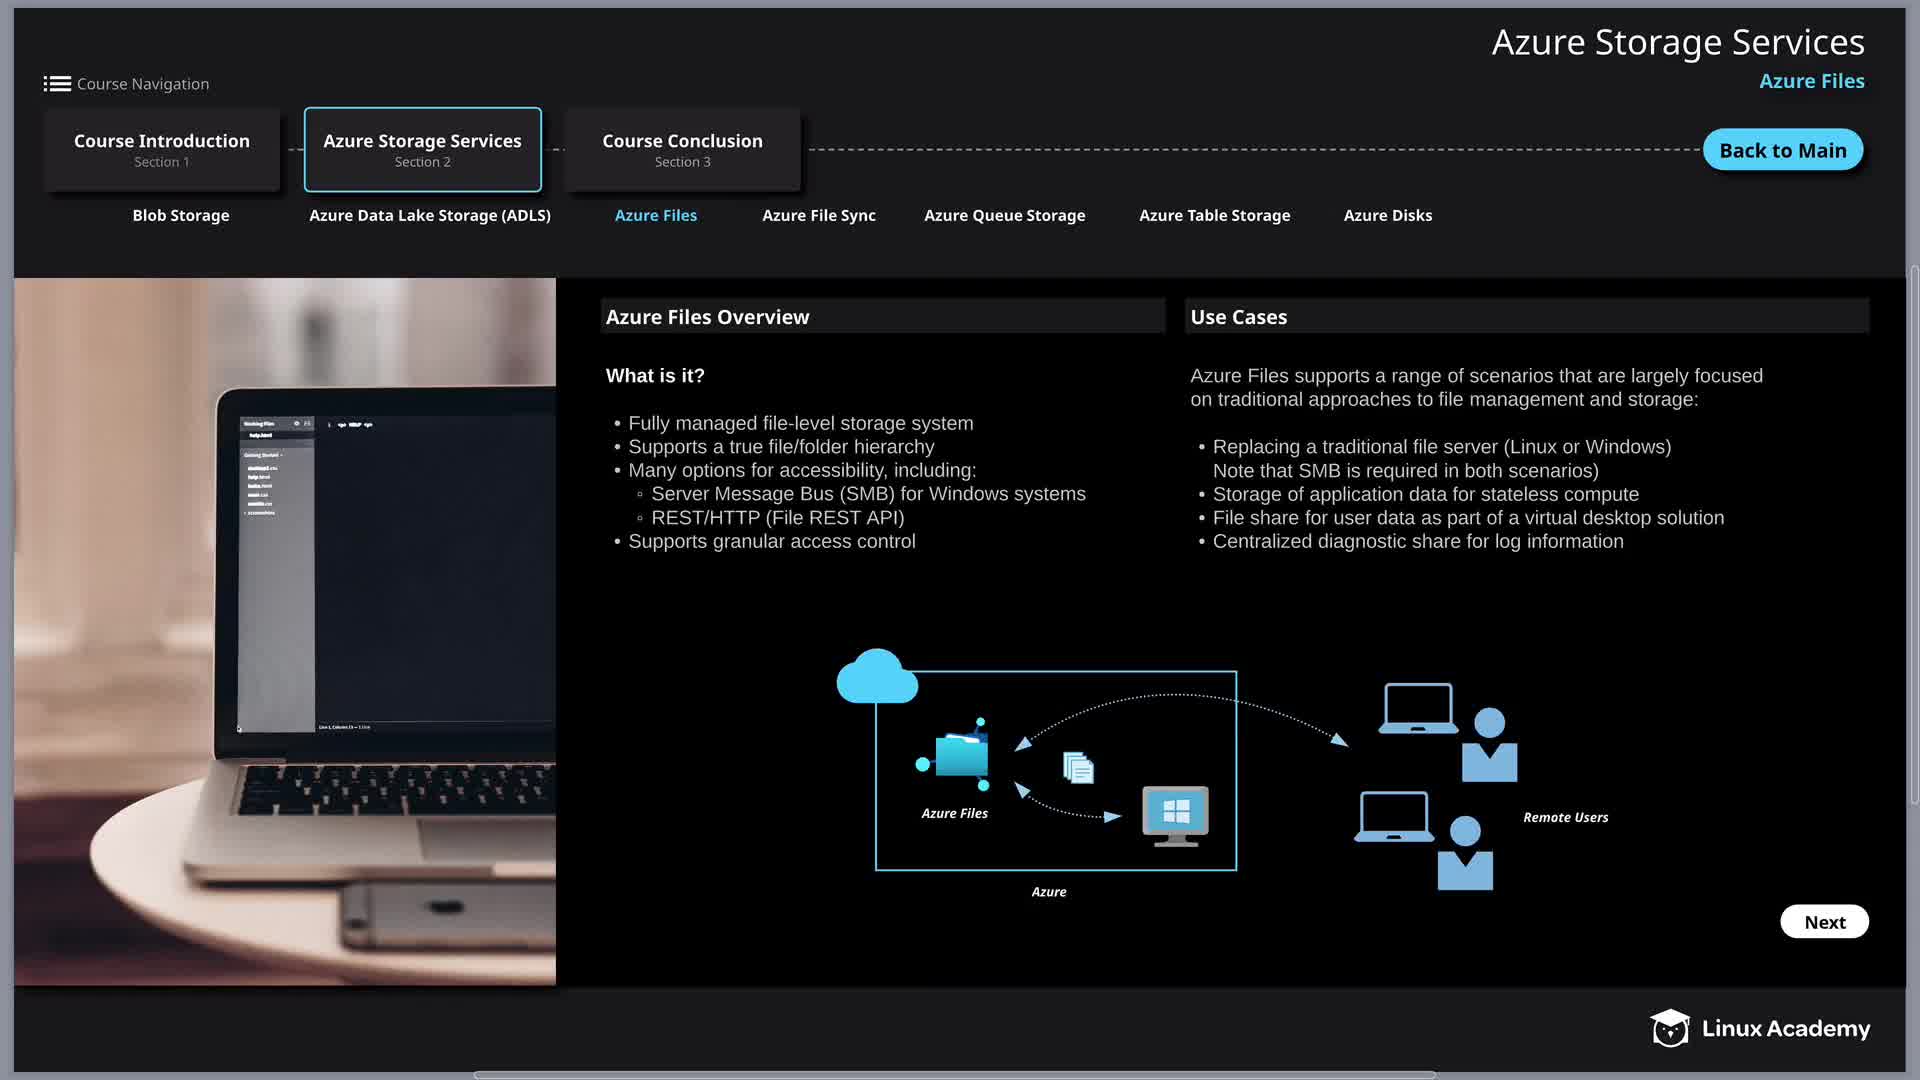 Azure Storage Services
Azure Files
Course Navigation
Course Introduction
Section 1
Azure Storage Services
Section 2
Course Conclusion
Section 3
Back to Main
Blob Storage
Azure Data Lake Storage (ADLS)
Azure Files
Azure File Sync
Azure Queue Storage
Azure Table Storage
Azure Disks
Azure Files Overview
What is it?
• Fully managed file-level storage system
• Supports a true file/folder hierarchy
• Many options for accessibility, including:
◦ Server Message Bus (SMB) for Windows systems
◦ REST/HTTP (File REST API)
• Supports granular access control
Use Cases
Azure Files supports a range of scenarios that are largely focused
on traditional approaches to file management and storage:
• Replacing a traditional file server (Linux or Windows)
Note that SMB is required in both scenarios)
• Storage of application data for stateless compute
• File share for user data as part of a virtual desktop solution
• Centralized diagnostic share for log information
Azure Files
Azure
Remote Users
Next
Linux Academy